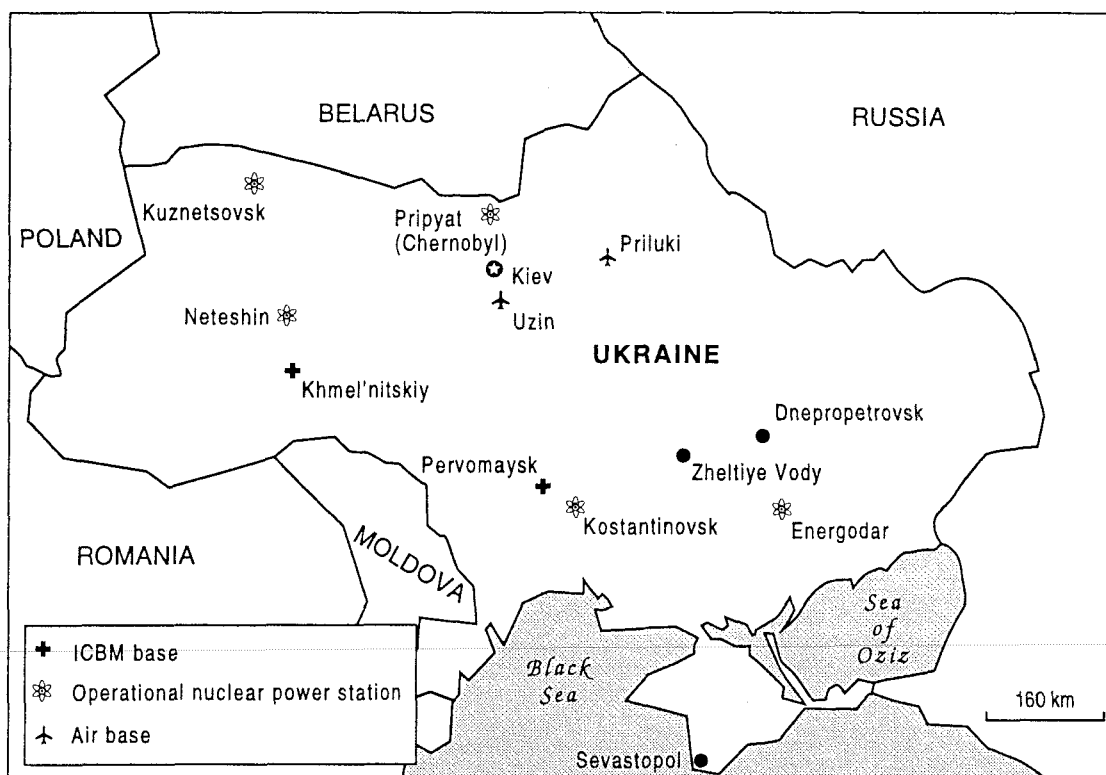 BELARUS
RUSSIA
Kuznetsovsk
Pripyat
(Chernobyl)
POLAND
Priluki
Kiev
Uzin
Neteshin
UKRAINE
Khmel'nitskiy
Dnepropetrovsk
Pervomaysk
Zheltiye Vody
Kostantinovsk
Energodar
ROMANIA
MOLDOVA
Sea
of
Oziz
Black
Sea
ICBM base
Operational nuclear power station
Air base
160 km
Sevastopol